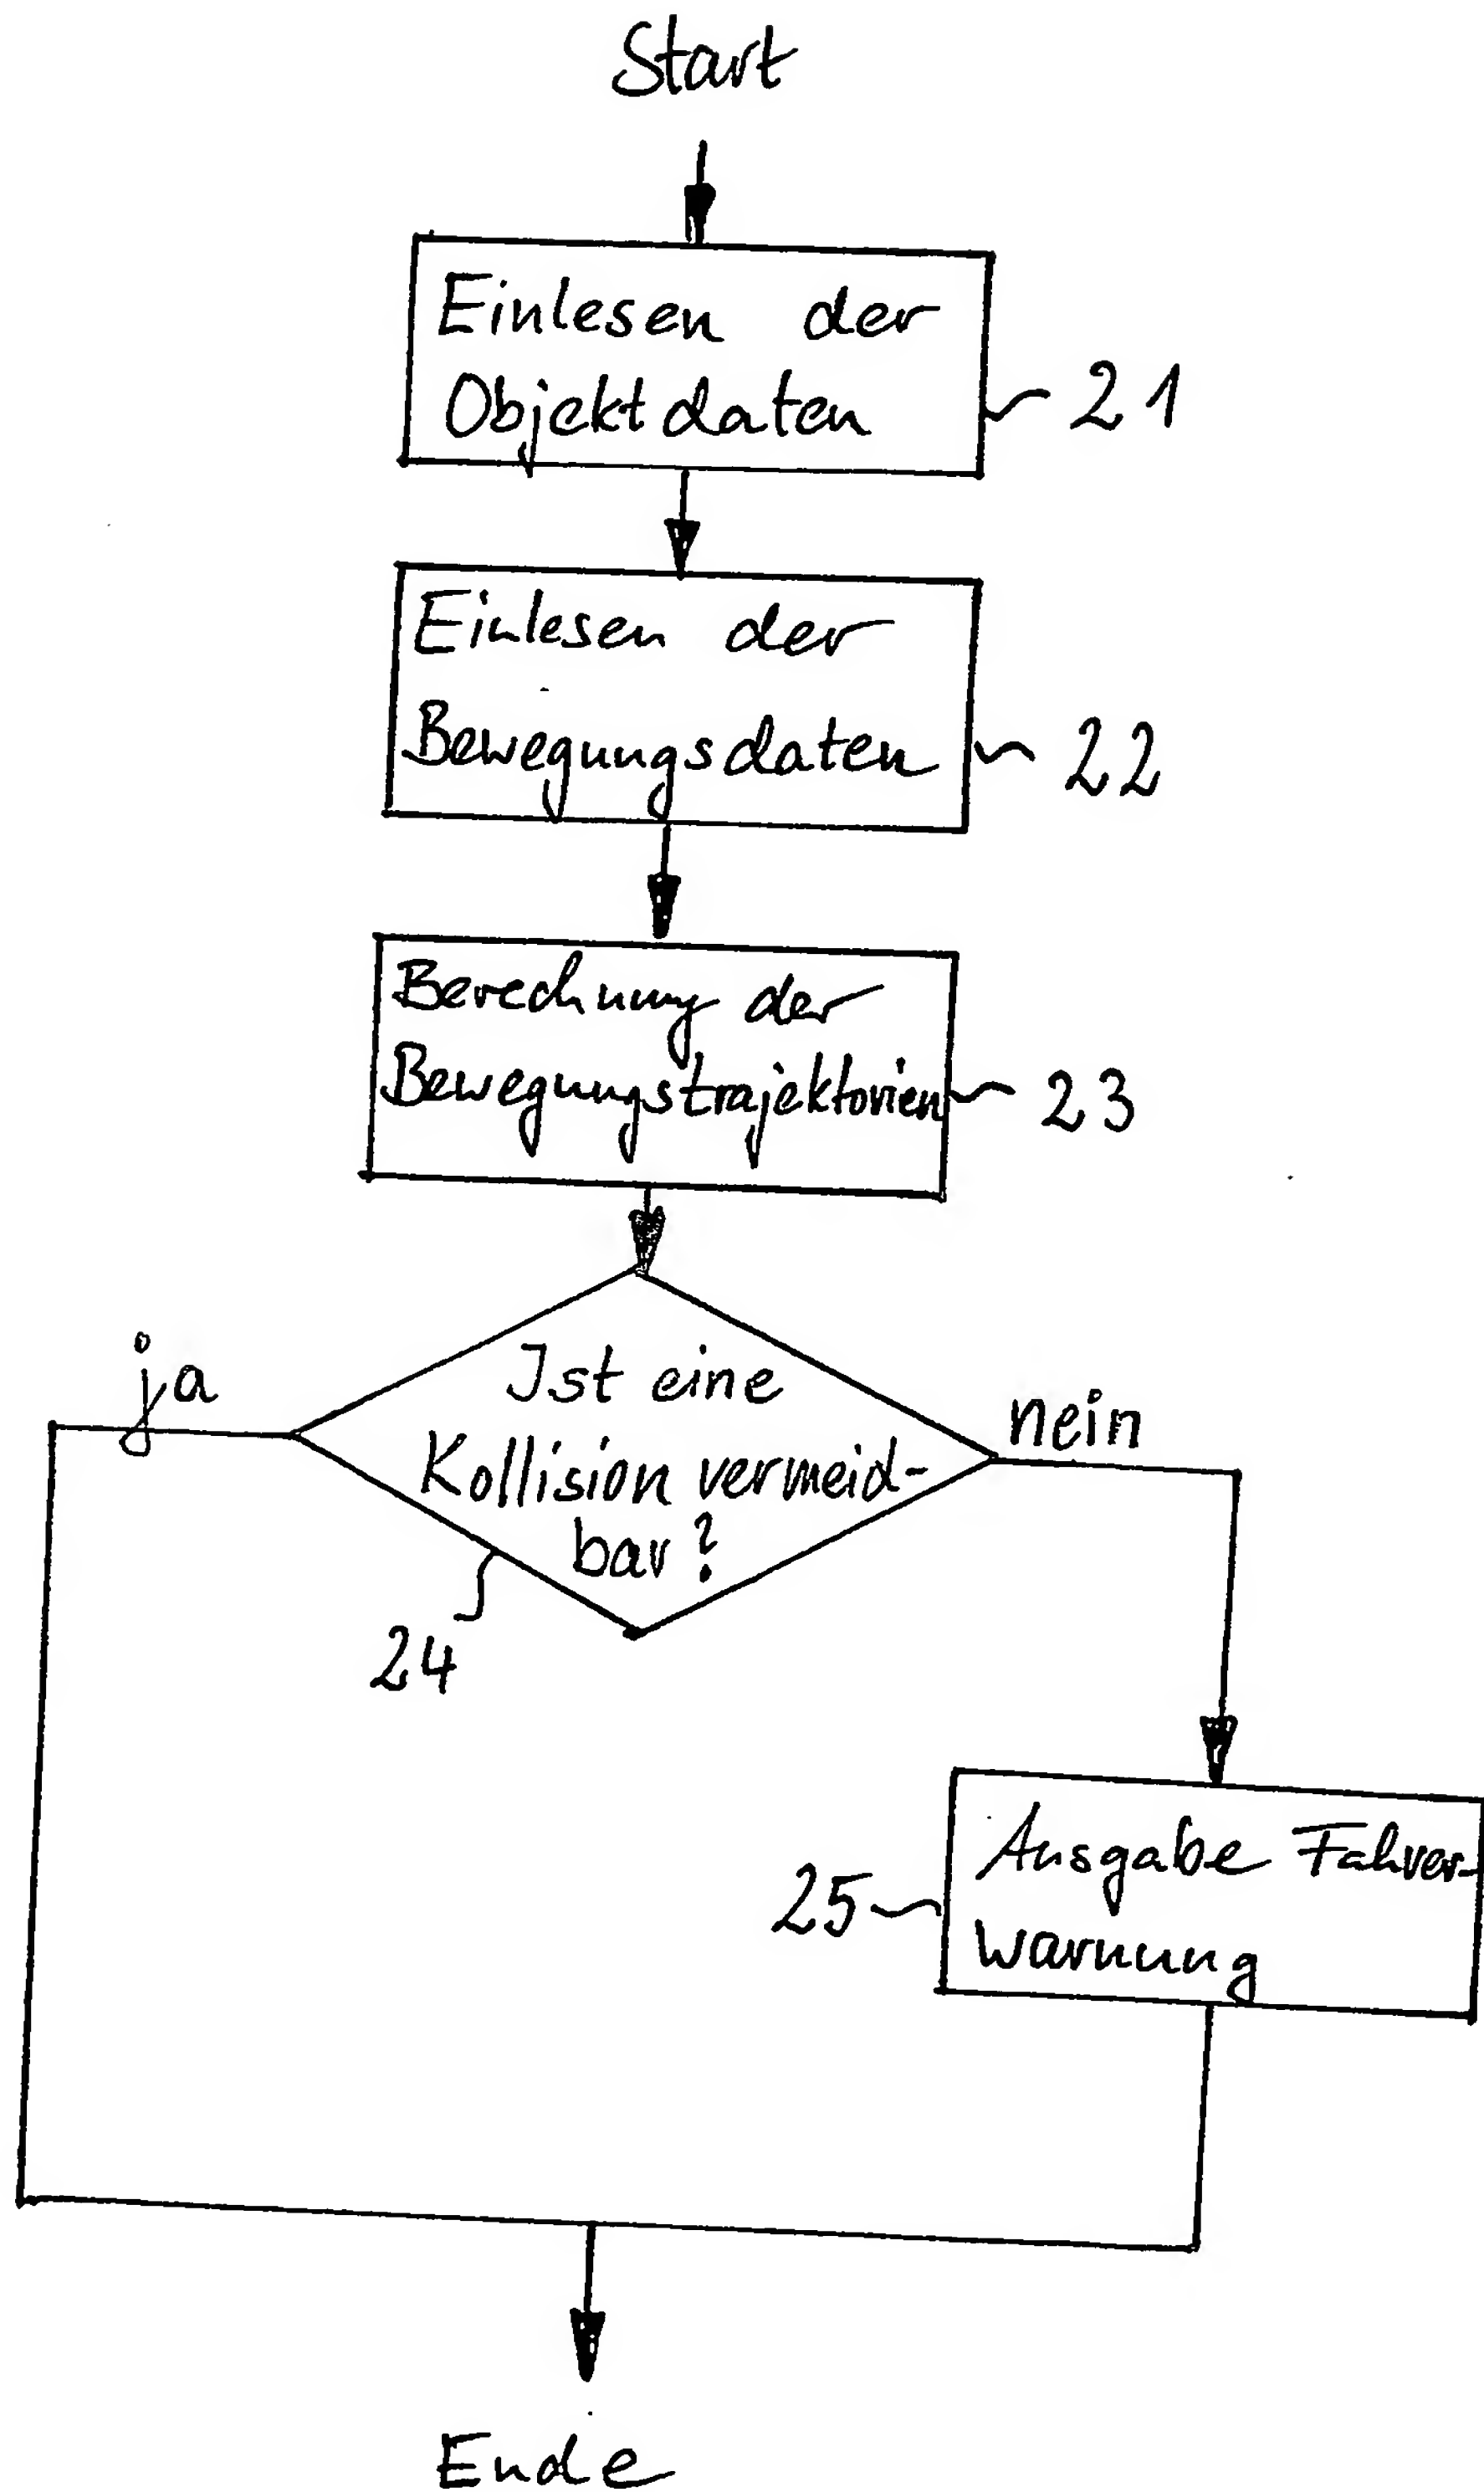 Start
Einlesen der
Objektdaten
21
Einlesen der
Bewegungsdaten
22
Berechnung der
Bewegungstrajektorien
23
ja
Ist eine
Kollision vermeid-
bar?
nein
24
Ausgabe Fahrer-
warnung
25
Ende